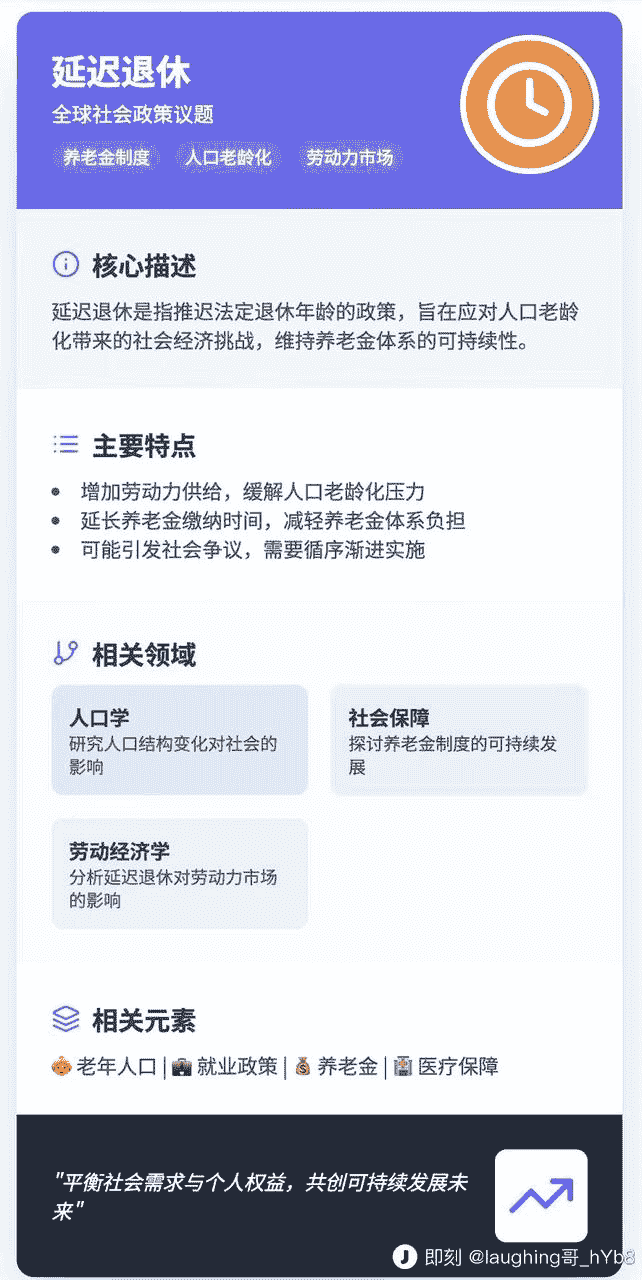 延迟退休
全球社会政策议题
养老金制度 人口老龄化 劳动力市场
核心描述
延迟退休是指推迟法定退休年龄的政策，旨在应对人口老龄
化带来的社会经济挑战，维持养老金体系的可持续性。
主要特点
• 增加劳动力供给，缓解人口老龄化压力
• 延长养老金缴纳时间，减轻养老金体系负担
• 可能引发社会争议，需要循序渐进实施
相关领域
人口学
研究人口结构变化对社会的
影响
社会保障
探讨养老金制度的可持续发
展
劳动经济学
分析延迟退休对劳动力市场
的影响
相关元素
老年人口 | 就业政策 | 养老金 | 医疗保障
"平衡社会需求与个人权益，共创可持续发展未
来"
即刻 @laughing哥_hYb8